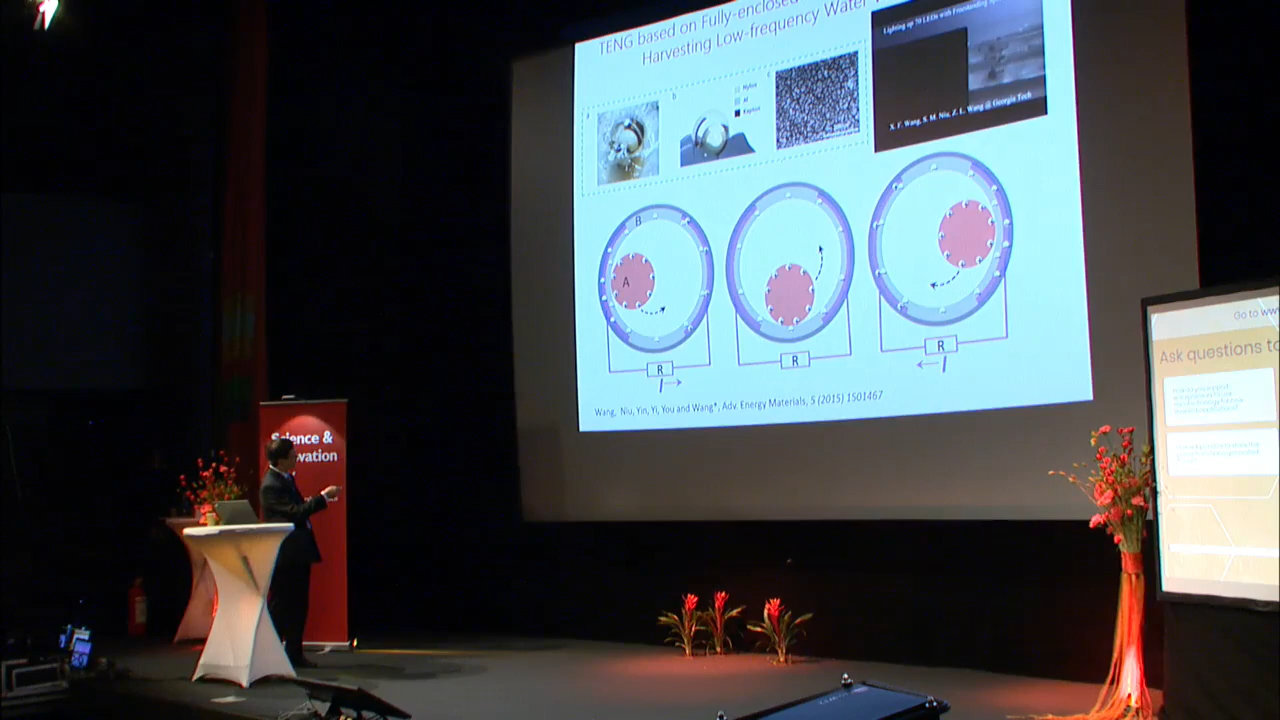 TENG based on Fully-enclosed
Harvesting Low-frequency Water
Lighting up 70 LEDs with Freestanding
X. F. Wang, S. M. Niu, Z. L. Wang @ Georgia Tech
a
b
c
Nylon
Al
Kapton
B
A
R
I
R
R
I
Wang, Niu, Yin, Yi, You and Wang*, Adv. Energy Materials, 5 (2015) 1501467
Science &
vation
Go to ww
Ask questions to